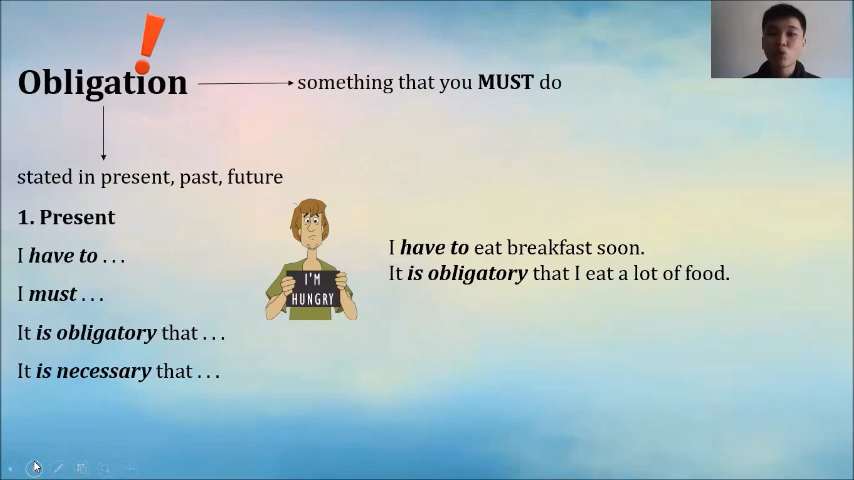 Obligation
something that you MUST do
stated in present, past, future
1. Present
I have to . . .
I must . . .
It is obligatory that . . .
It is necessary that . . .
I'M
HUNGRY
I have to eat breakfast soon.
It is obligatory that I eat a lot of food.